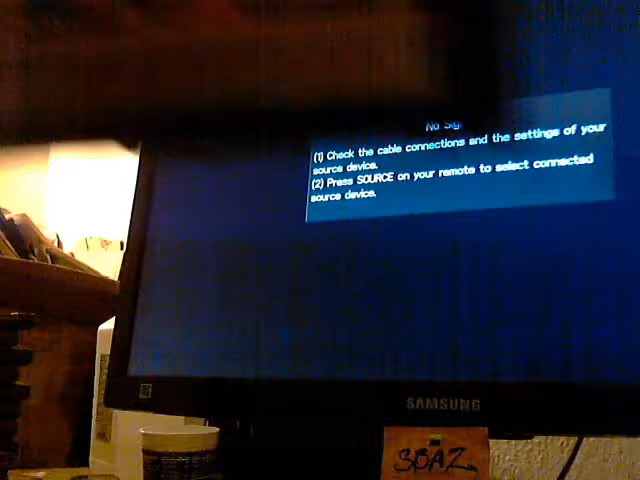 No Sig
(1) Check the cable connections and the settings of your
source device.
(2) Press SOURCE on your remote to select connected
source device.
SAMSUNG